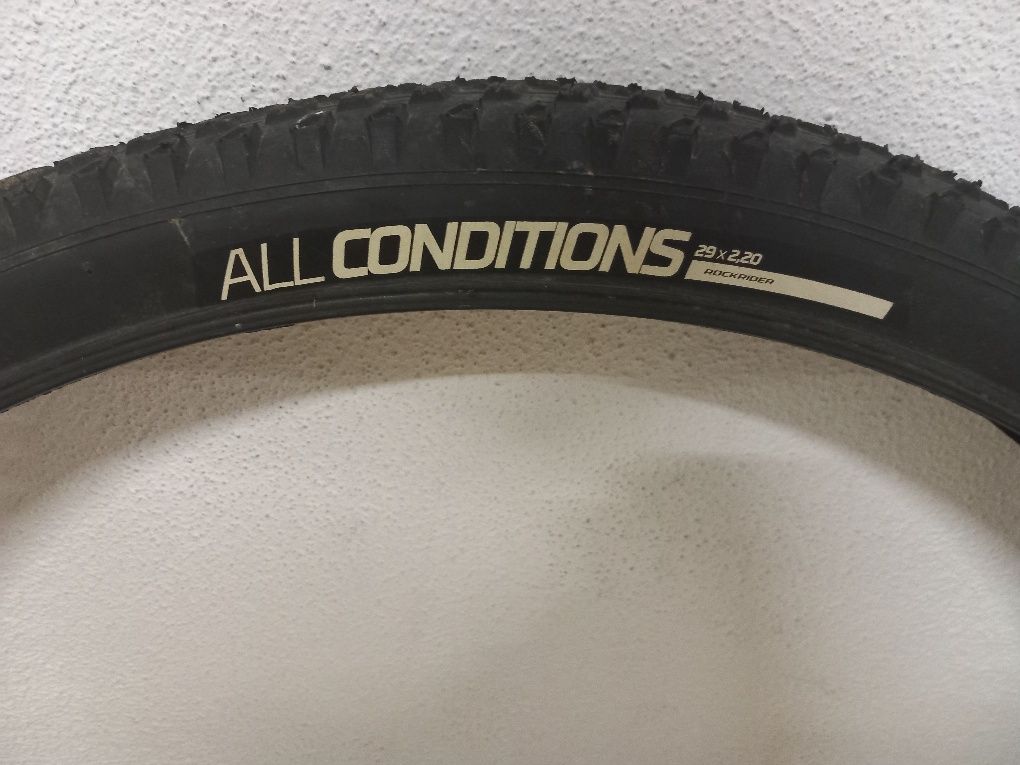 ALL CONDITIONS 29 x 2,20
ROCKRIDER